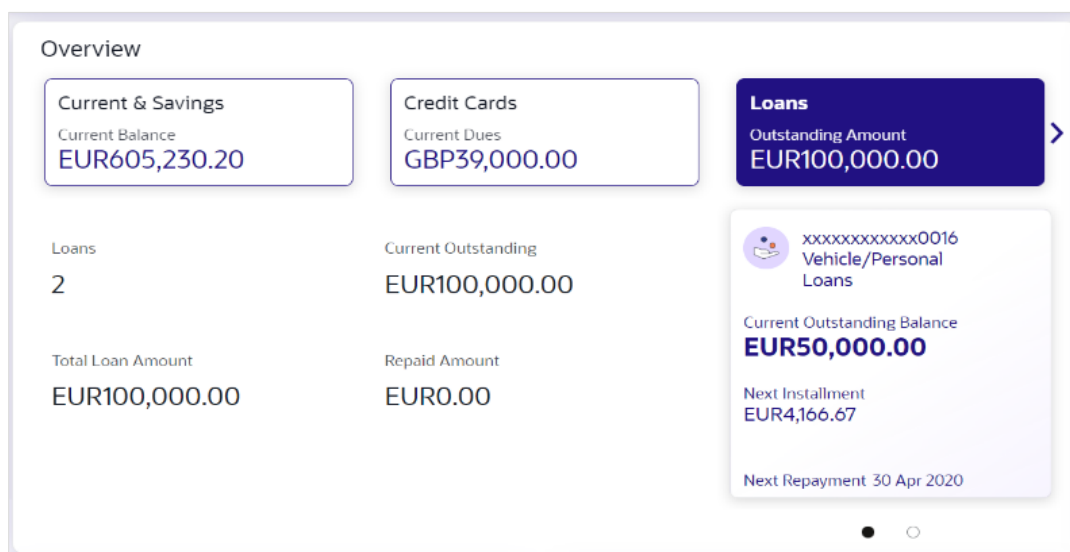 Overview
Current & Savings
Current Balance
EUR605,230.20
Credit Cards
Current Dues
GBP39,000.00
Loans
Outstanding Amount
EUR100,000.00
Loans
2
Current Outstanding
EUR100,000.00
Total Loan Amount
EUR100,000.00
Repaid Amount
EUR0.00
xxxxxxxxxxxx0016
Vehicle/Personal
Loans
Current Outstanding Balance
EUR50,000.00
Next Installment
EUR4,166.67
Next Repayment 30 Apr 2020